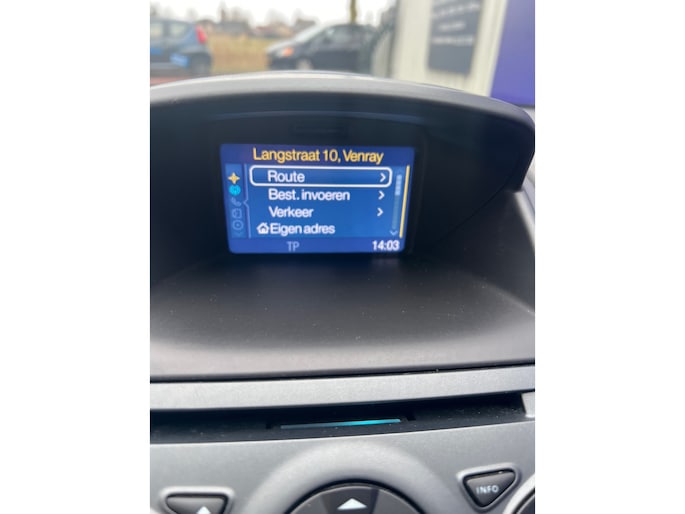 Langstraat 10, Venray
Route
Best. invoeren
Verkeer
Eigen adres
TP 14:03
INFO